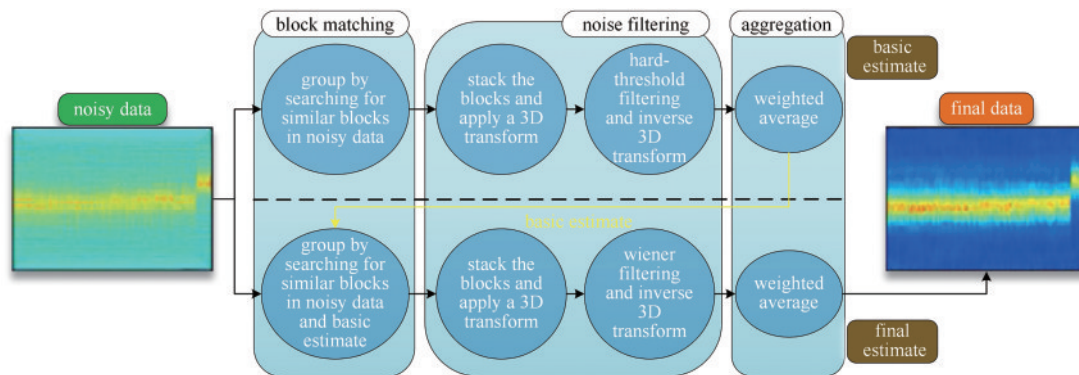 block matching
noise filtering
aggregation
basic
estimate
noisy data
group by
searching for
similar blocks
in noisy data
stack the
blocks and
apply a 3D
transform
hard-
threshold
filtering
and inverse
3D
transform
weighted
average
final data
basic estimate
group by
searching for
similar blocks
in noisy data
and basic
estimate
stack the
blocks and
apply a 3D
transform
wiener
filtering
and inverse
3D
transform
weighted
average
final
estimate